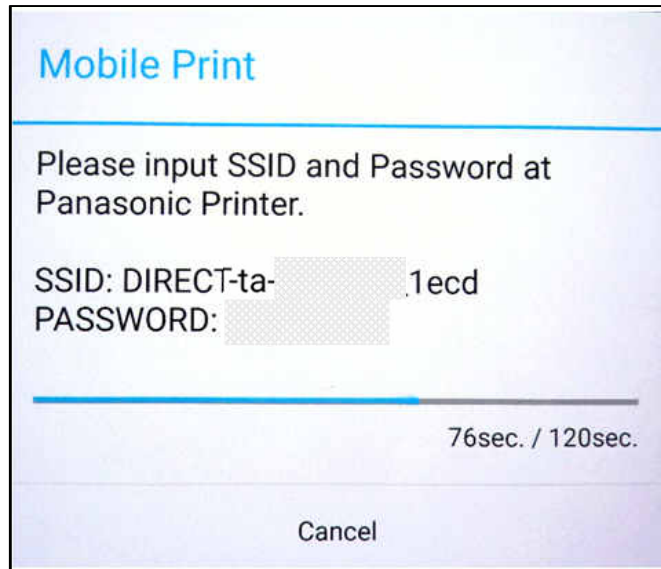 Mobile Print
Please input SSID and Password at
Panasonic Printer.
SSID: DIRECT-ta- 1ecd
PASSWORD:
76sec. / 120sec.
Cancel